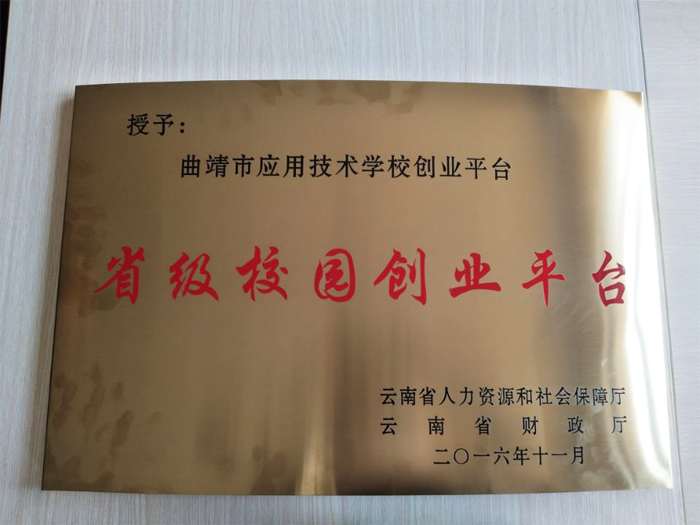 授予：
曲靖市应用技术学校创业平台
省级校园创业平台
云南省人力资源和社会保障厅
云南省财政厅
二〇一六年十一月